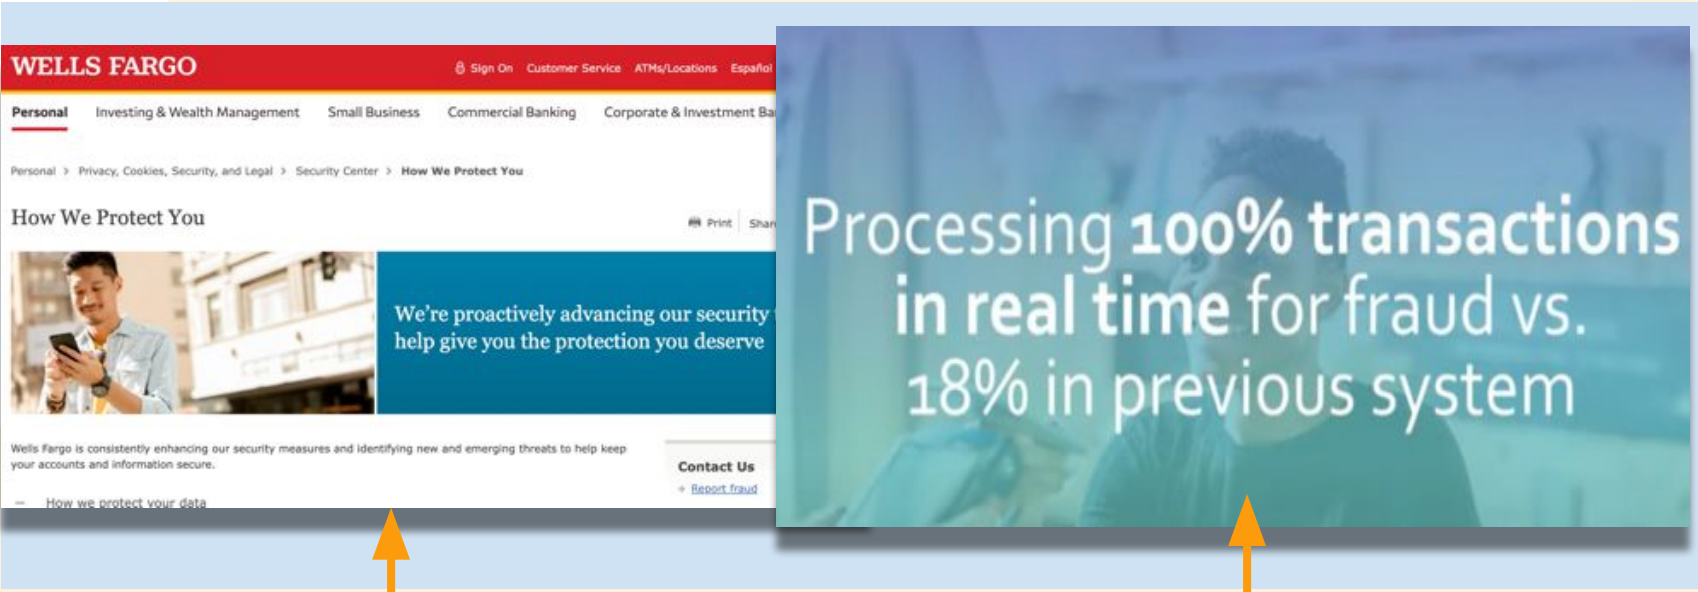 WELLS FARGO
Sign On Customer Service ATMs/Locations Español
Personal Investing & Wealth Management Small Business Commercial Banking Corporate & Investment Ba
Personal > Privacy, Cookies, Security, and Legal > Security Center > How We Protect You
How We Protect You
Print Shar
We're proactively advancing our security
help give you the protection you deserve
Wells Fargo is consistently enhancing our security measures and identifying new and emerging threats to help keep
your accounts and information secure.
Contact Us
Report fraud
– How we protect your data
Processing 100% transactions
in real time for fraud vs.
18% in previous system